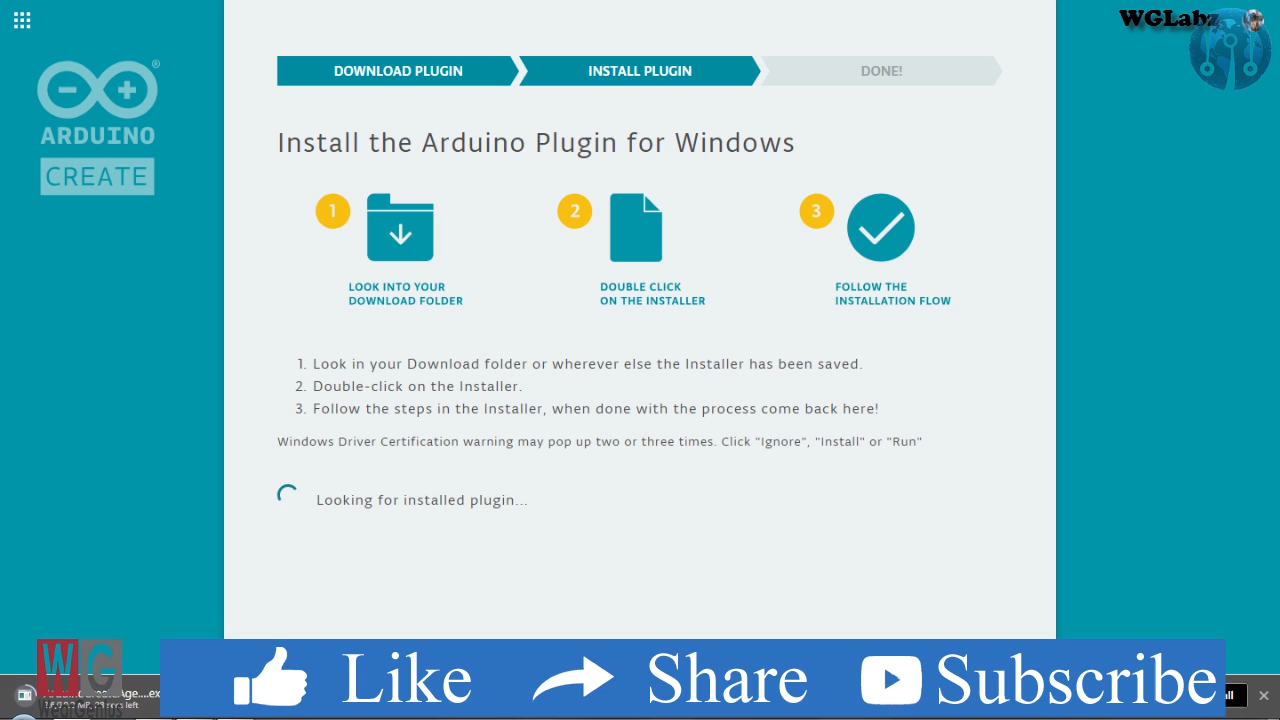 WGLabz
ARDUINO
CREATE
DOWNLOAD PLUGIN
INSTALL PLUGIN
DONE!
Install the Arduino Plugin for Windows
1
2
3
LOOK INTO YOUR
DOWNLOAD FOLDER
DOUBLE CLICK
ON THE INSTALLER
FOLLOW THE
INSTALLATION FLOW
1. Look in your Download folder or wherever else the Installer has been saved.
2. Double-click on the Installer.
3. Follow the steps in the Installer, when done with the process come back here!
Windows Driver Certification warning may pop up two or three times. Click "Ignore", "Install" or "Run"
Looking for installed plugin...
WG
WearGenius
Like
Share
Subscribe